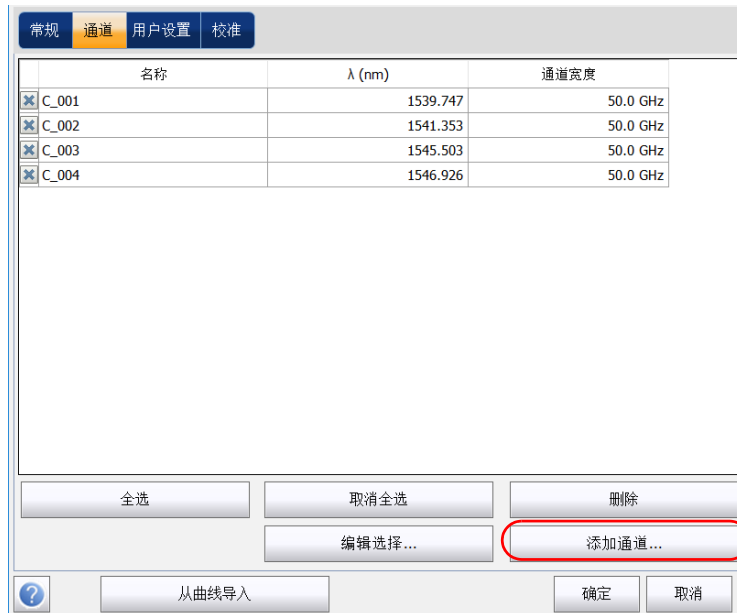 常规 通道 用户设置 校准
名称 λ (nm) 通道宽度
C_001 1539.747 50.0 GHz
C_002 1541.353 50.0 GHz
C_003 1545.503 50.0 GHz
C_004 1546.926 50.0 GHz
全选 取消全选 删除
编辑选择... 添加通道...
? 从曲线导入 确定 取消